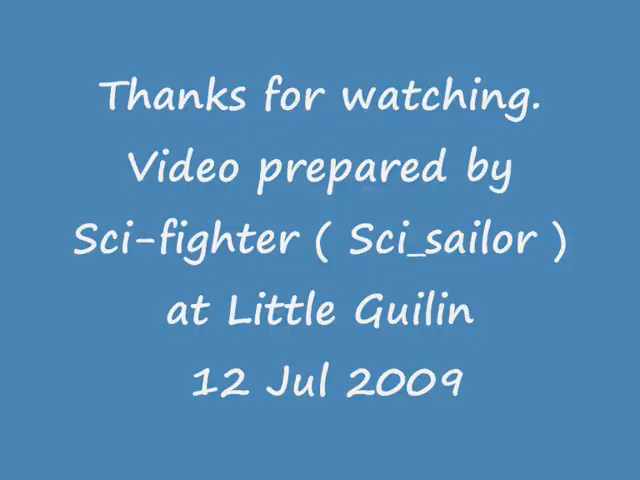 Thanks for watching.
Video prepared by
Sci-fighter ( Sci_sailor )
at Little Guilin
12 Jul 2009